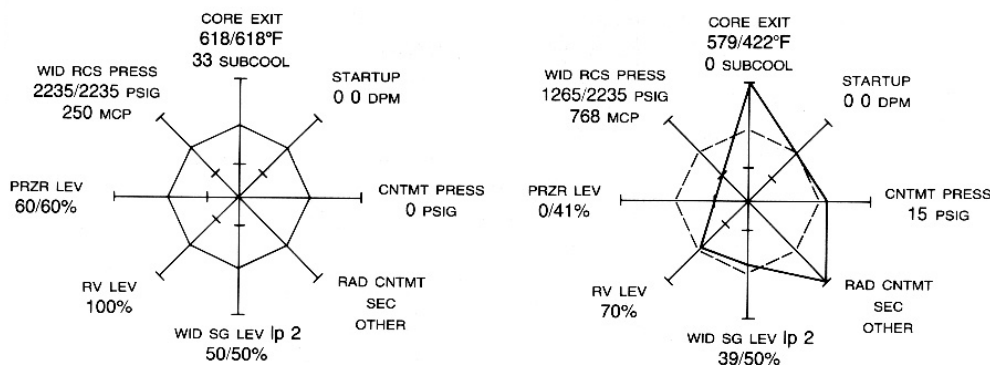 CORE EXIT
618/618°F
33 SUBCOOL
STARTUP
0 0 DPM
WID RCS PRESS
2235/2235 PSIG
250 MCP
PRZR LEV
60/60%
CNTMT PRESS
0 PSIG
RV LEV
100%
RAD CNTMT
SEC
OTHER
WID SG LEV lp 2
50/50%
CORE EXIT
579/422°F
0 SUBCOOL
STARTUP
0 0 DPM
WID RCS PRESS
1265/2235 PSIG
768 MCP
PRZR LEV
0/41%
CNTMT PRESS
15 PSIG
RV LEV
70%
RAD CNTMT
SEC
OTHER
WID SG LEV lp 2
39/50%